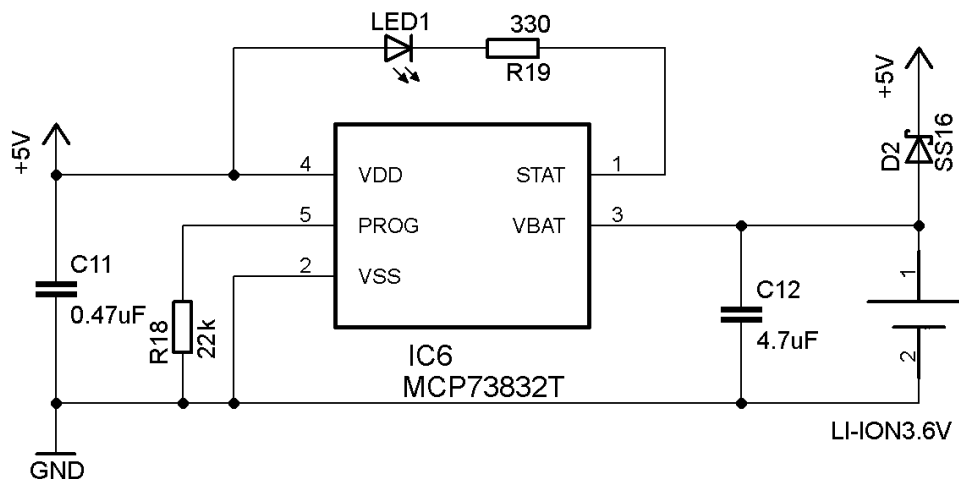 LED1
330
R19
+5V
+5V
D2
SS16
4
VDD
STAT
1
5
PROG
VBAT
3
2
VSS
C11
0.47uF
R18
22k
C12
4.7uF
1
2
IC6
MCP73832T
LI-ION3.6V
GND